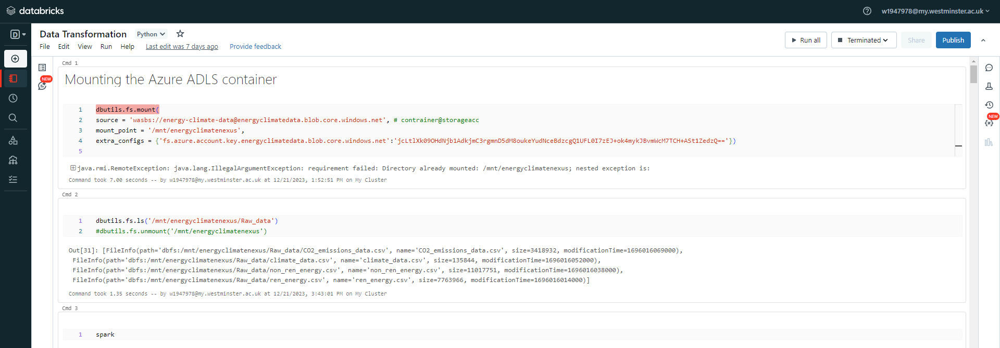 databricks
w1947978@my.westminster.ac.uk
D
Data Transformation Python
Run all Terminated Share Publish
File Edit View Run Help Last edit was 7 days ago Provide feedback
Cmd 1
NEW
Mounting the Azure ADLS container
NEW
1 dbutils.fs.mount(
2 source = 'wasbs://energy-climate-data@energyclimatedata.blob.core.windows.net', # contrainer@storageacc
3 mount_point = '/mnt/energyclimatenexus',
4 extra_configs = {'fs.azure.account.key.energyclimatedata.blob.core.windows.net':'jcLtlXk09OHdNjb1AdkjmC3rgmnD5dM8oukeYudNceBdzcgQ1UFL0I7zEJ+ok4mykJBvmWcM7TCH+ASt1ZedzQ=='})
5
java.rmi.RemoteException: java.lang.IllegalArgumentException: requirement failed: Directory already mounted: /mnt/energyclimatenexus; nested exception is:
Command took 7.00 seconds -- by w1947978@my.westminster.ac.uk at 12/21/2023, 1:52:51 PM on My Cluster
Cmd 2
1 dbutils.fs.ls('/mnt/energyclimatenexus/Raw_data')
2 #dbutils.fs.unmount('/mnt/energyclimatenexus')
Out[31]: [FileInfo(path='dbfs:/mnt/energyclimatenexus/Raw_data/CO2_emissions_data.csv', name='CO2_emissions_data.csv', size=3418932, modificationTime=1696016069000),
FileInfo(path='dbfs:/mnt/energyclimatenexus/Raw_data/climate_data.csv', name='climate_data.csv', size=135844, modificationTime=1696016052000),
FileInfo(path='dbfs:/mnt/energyclimatenexus/Raw_data/non_ren_energy.csv', name='non_ren_energy.csv', size=11017751, modificationTime=1696016038000),
FileInfo(path='dbfs:/mnt/energyclimatenexus/Raw_data/ren_energy.csv', name='ren_energy.csv', size=7763966, modificationTime=1696016014000)]
Command took 1.35 seconds -- by w1947978@my.westminster.ac.uk at 12/21/2023, 3:43:01 PM on My Cluster
Cmd 3
1 spark